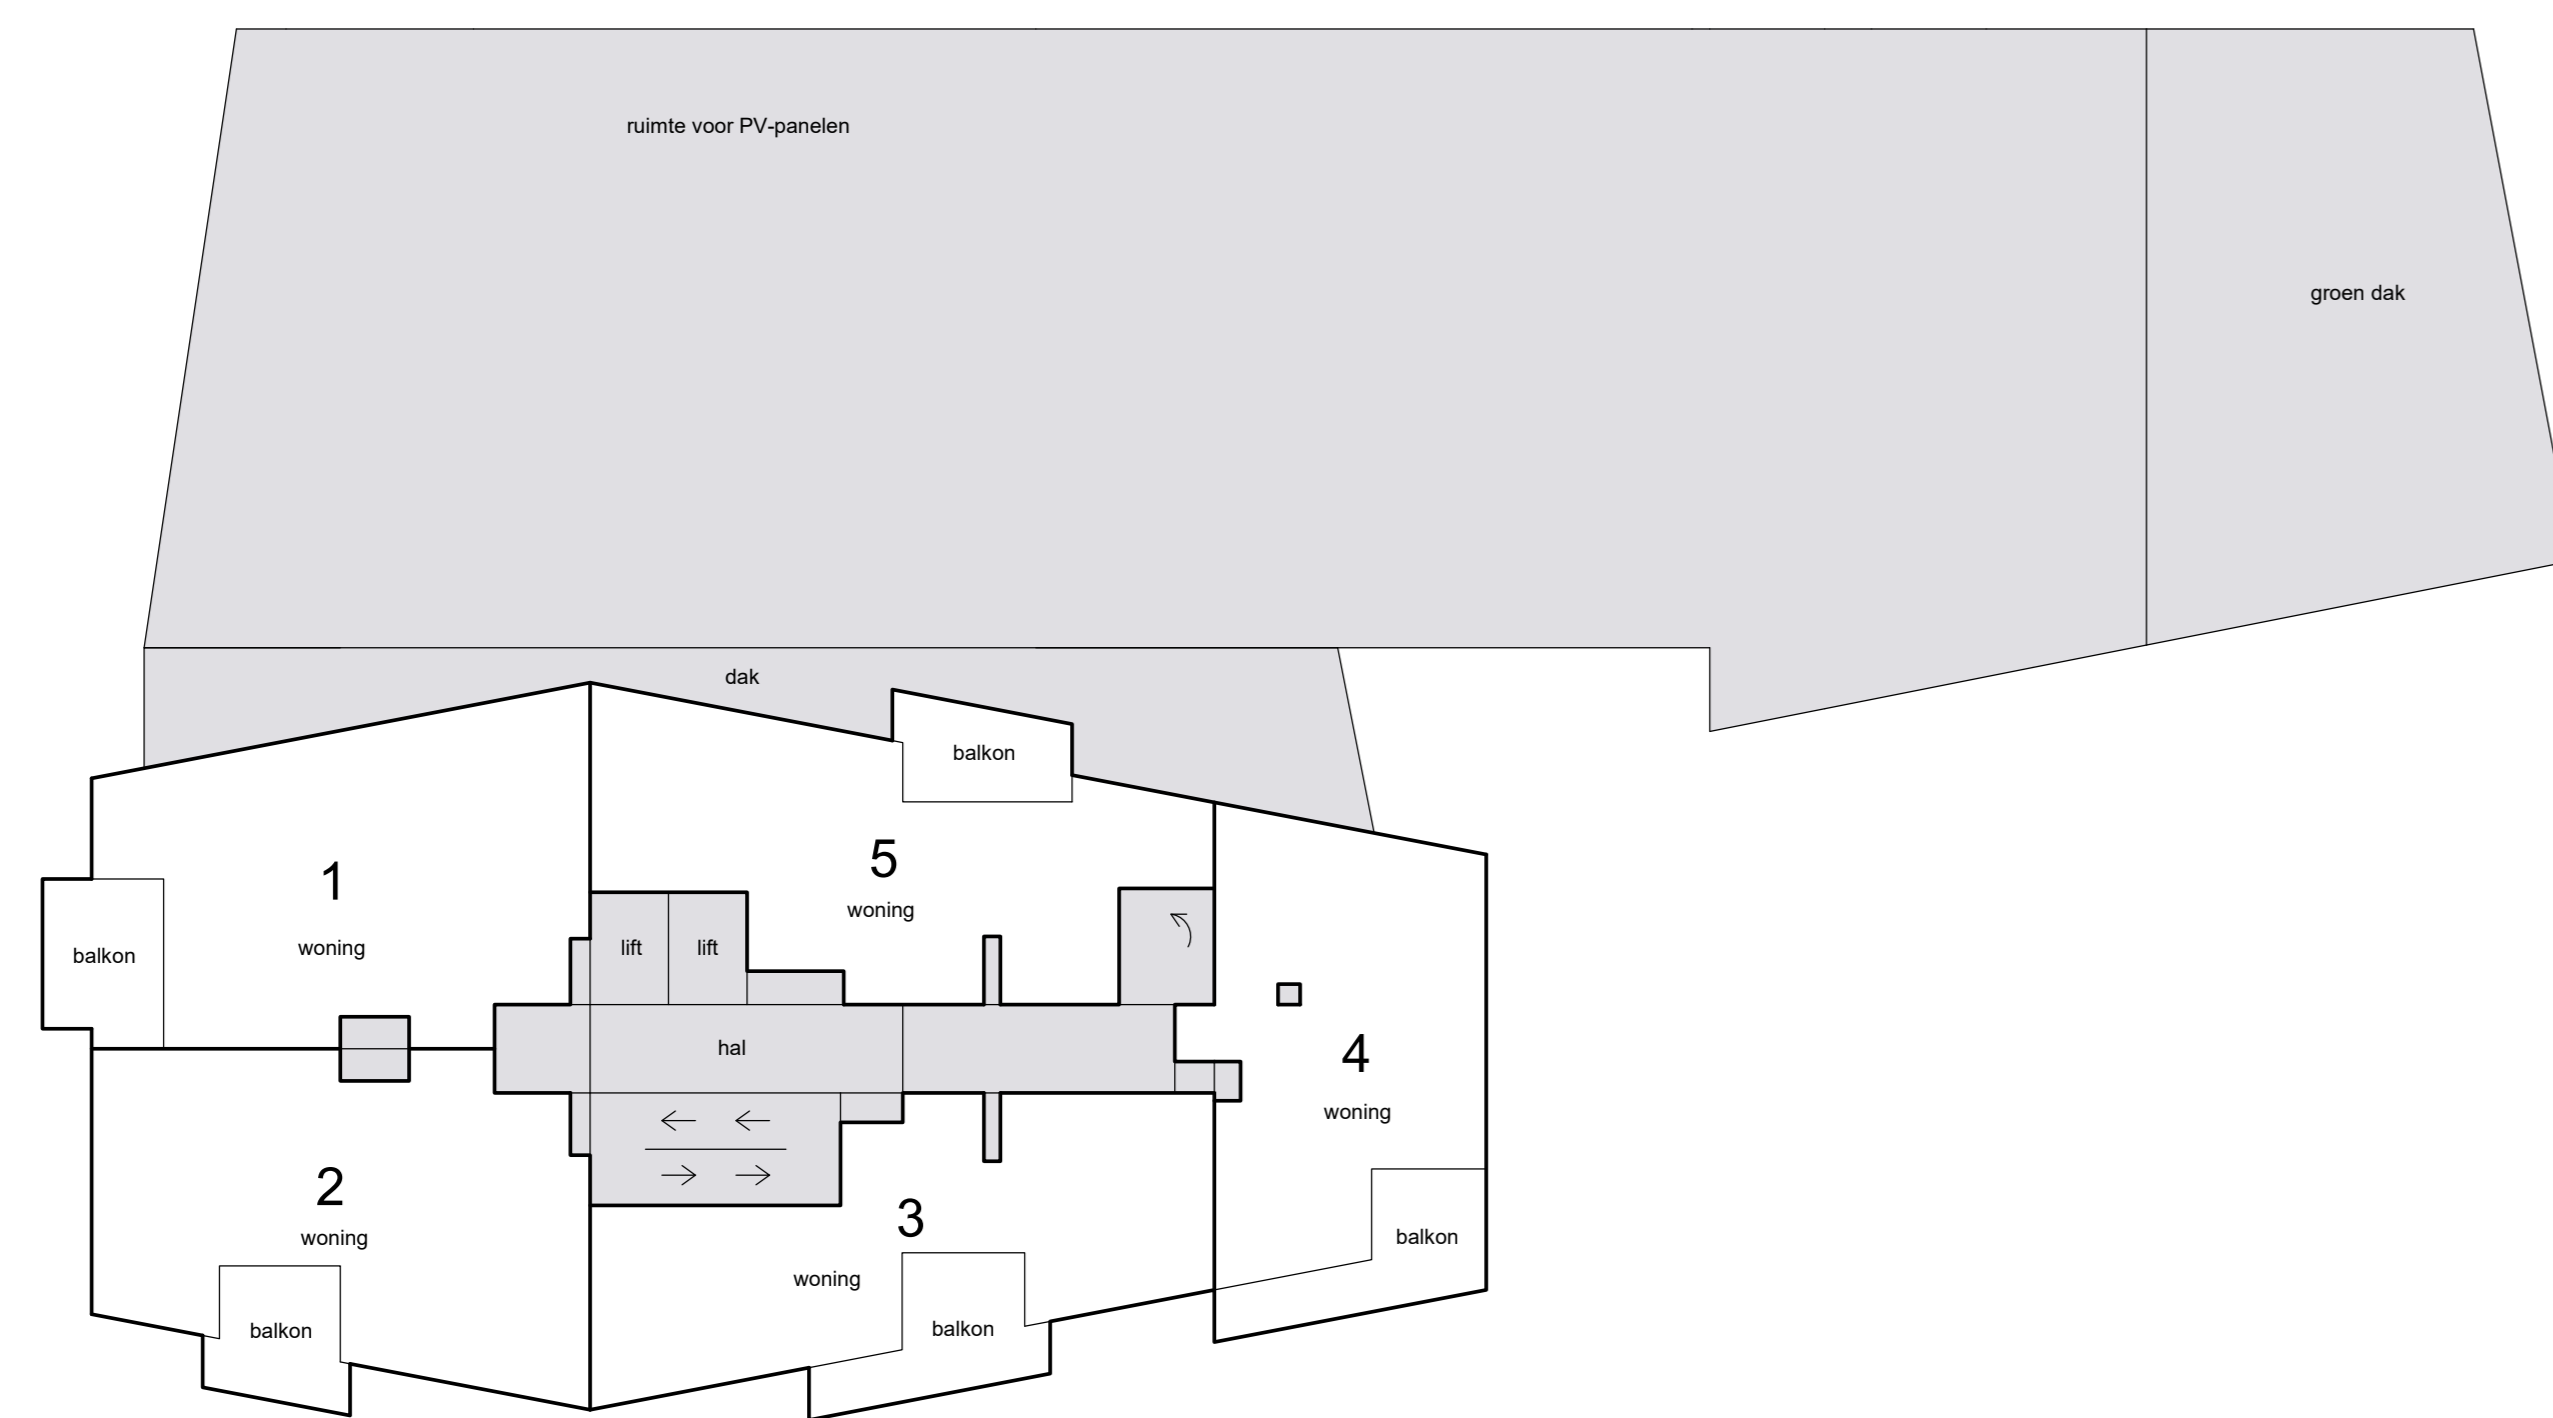 ruimte voor PV-panelen
groen dak
dak
balkon
5
woning
1
woning
balkon
lift
lift
hal
4
woning
2
woning
balkon
3
woning
balkon
balkon